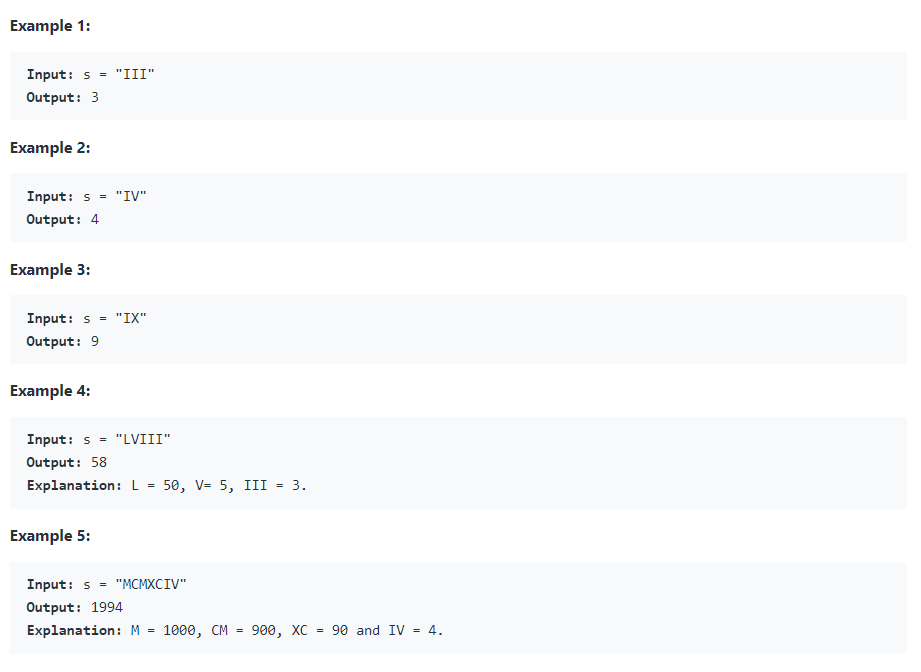 Example 1:
Input: s = "III"
Output: 3
Example 2:
Input: s = "IV"
Output: 4
Example 3:
Input: s = "IX"
Output: 9
Example 4:
Input: s = "LVIII"
Output: 58
Explanation: L = 50, V= 5, III = 3.
Example 5:
Input: s = "MCMXCIV"
Output: 1994
Explanation: M = 1000, CM = 900, XC = 90 and IV = 4.